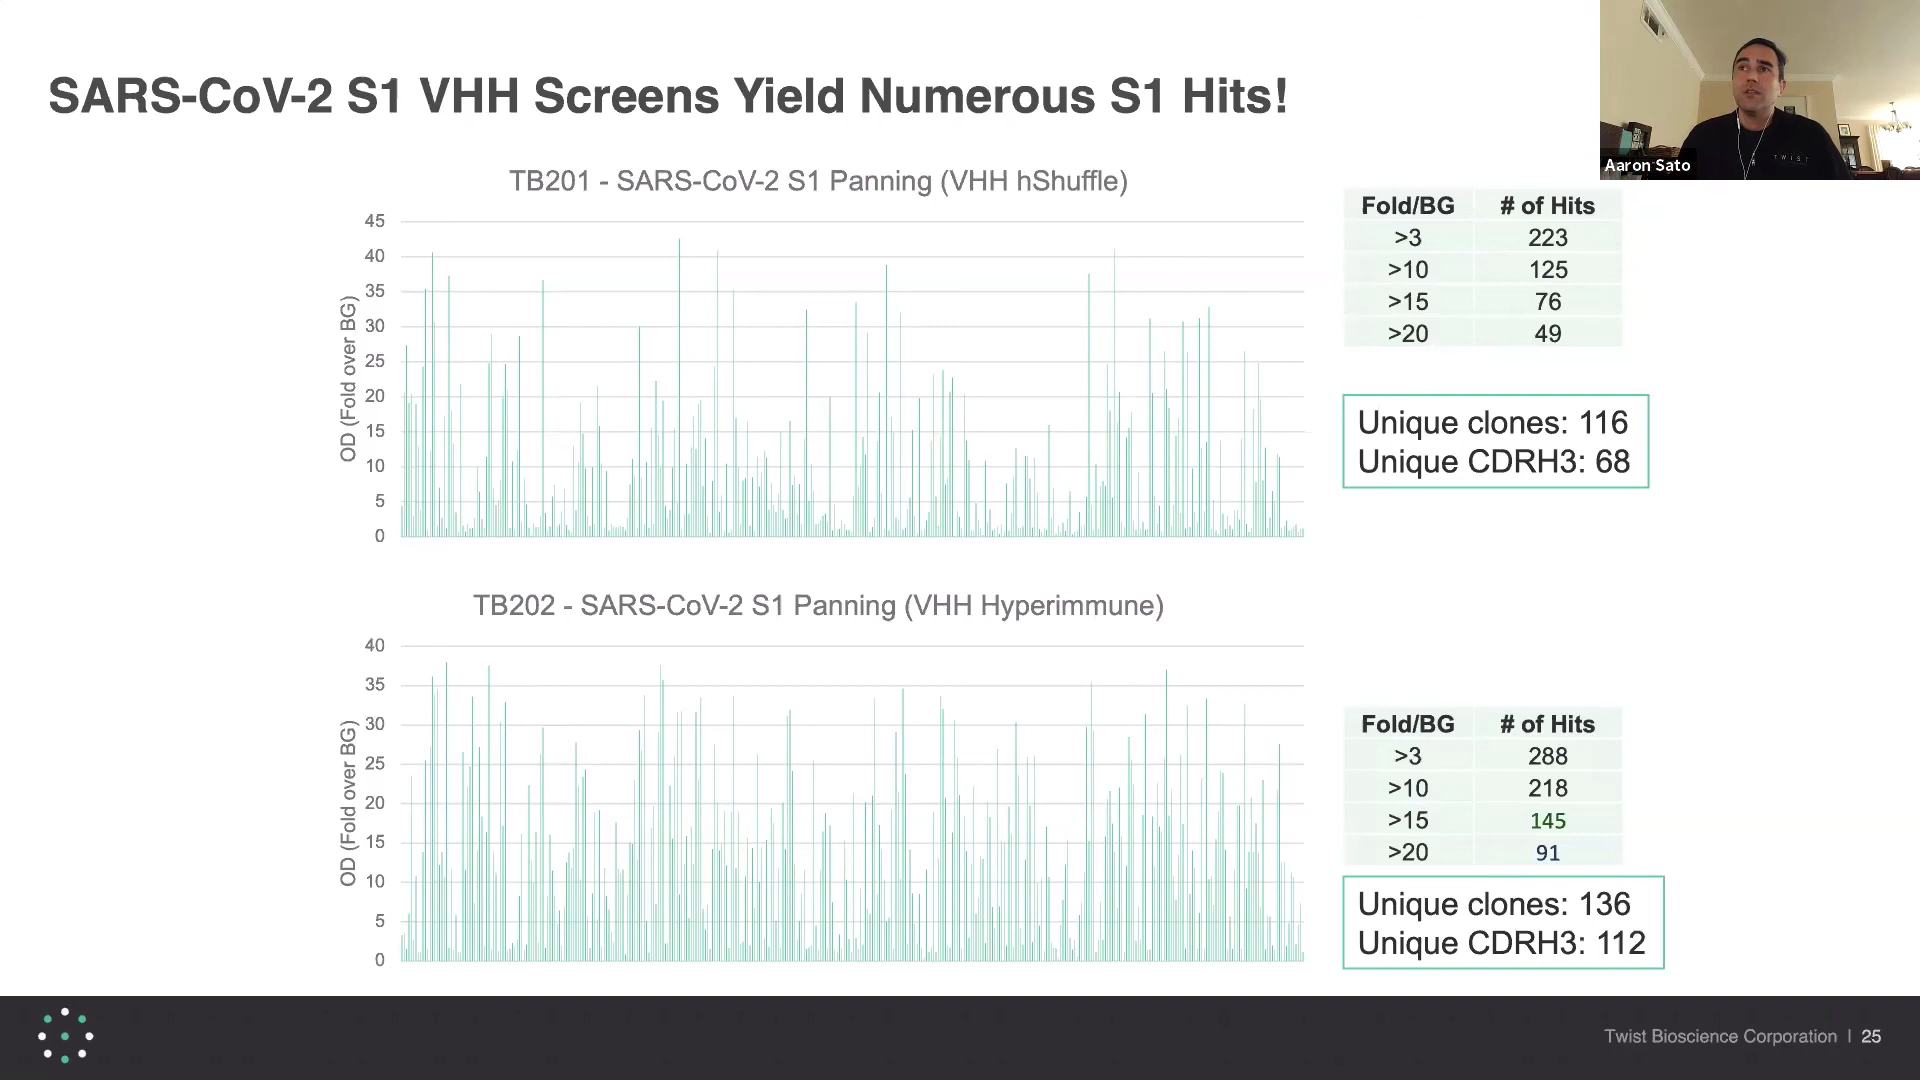 SARS-CoV-2 S1 VHH Screens Yield Numerous S1 Hits!
Aaron Sato
TWIST
TB201 - SARS-CoV-2 S1 Panning (VHH hShuffle)
OD (Fold over BG)
45
40
35
30
25
20
15
10
5
0
Fold/BG # of Hits
>3 223
>10 125
>15 76
>20 49
Unique clones: 116
Unique CDRH3: 68
TB202 - SARS-CoV-2 S1 Panning (VHH Hyperimmune)
OD (Fold over BG)
40
35
30
25
20
15
10
5
0
Fold/BG # of Hits
>3 288
>10 218
>15 145
>20 91
Unique clones: 136
Unique CDRH3: 112
Twist Bioscience Corporation | 25